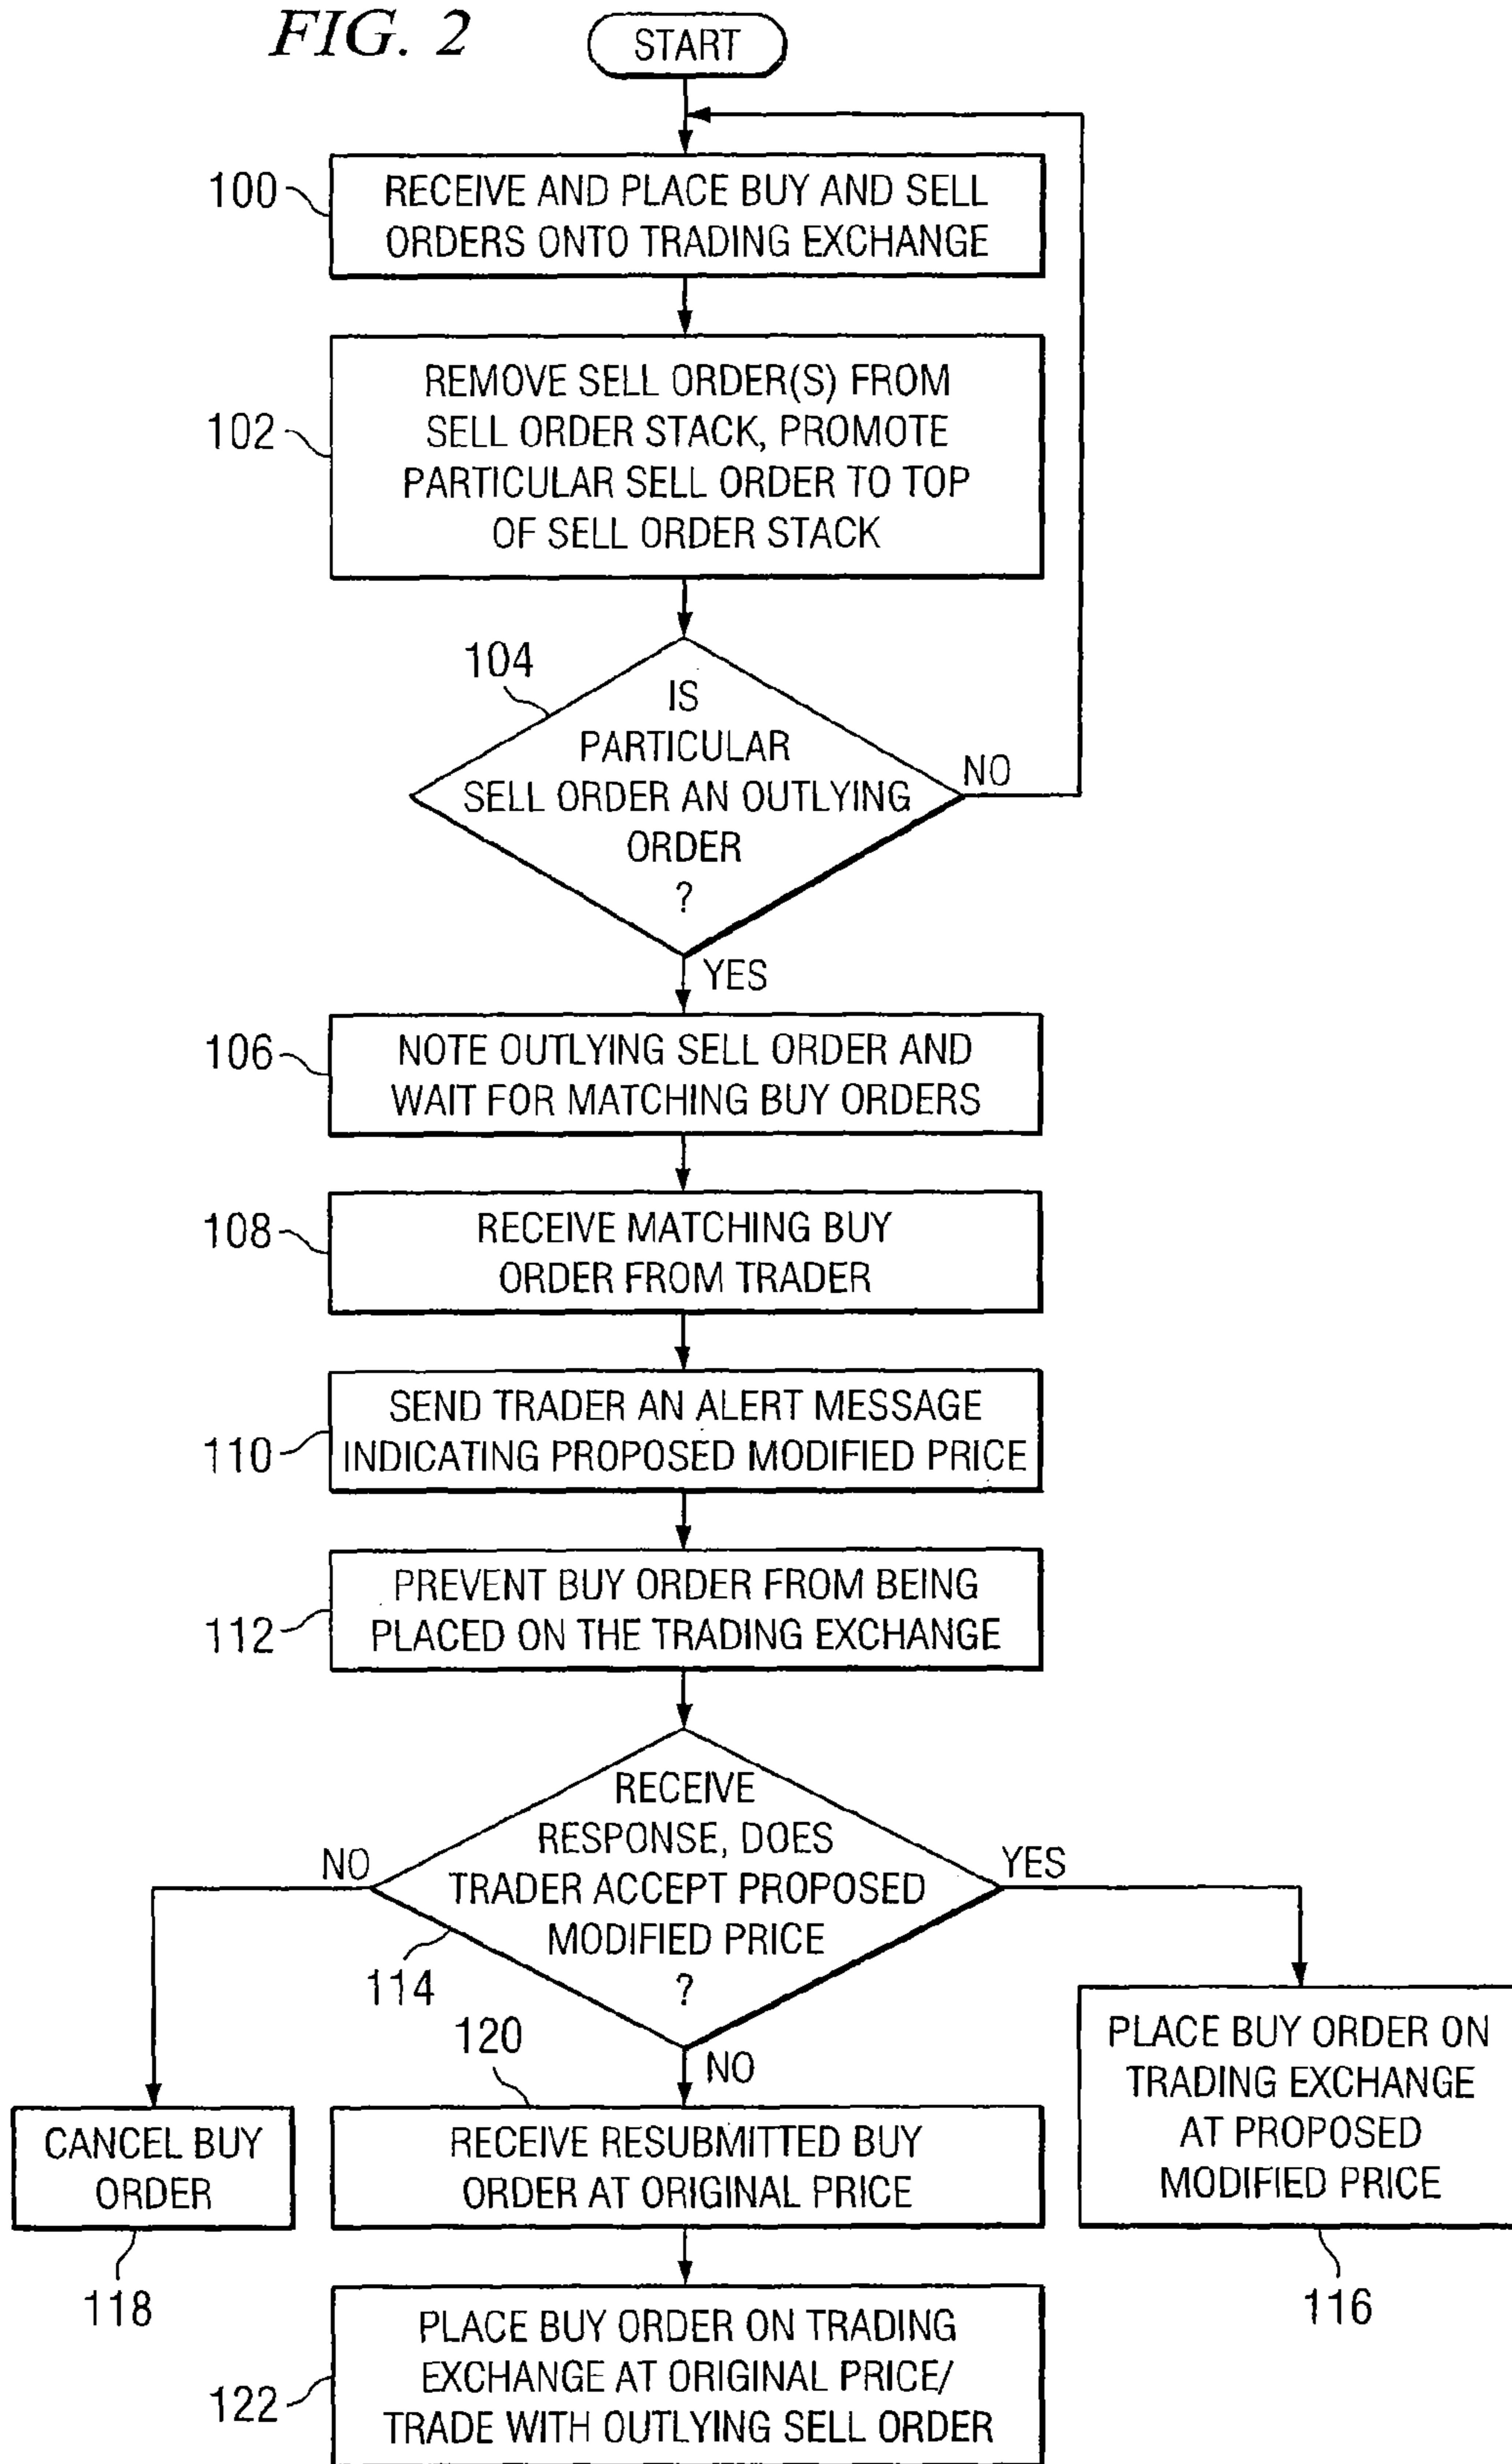 FIG. 2
START
100
RECEIVE AND PLACE BUY AND SELL
ORDERS ONTO TRADING EXCHANGE
102
REMOVE SELL ORDER(S) FROM
SELL ORDER STACK, PROMOTE
PARTICULAR SELL ORDER TO TOP
OF SELL ORDER STACK
104
IS
PARTICULAR
SELL ORDER AN OUTLYING
ORDER
?
NO
YES
106
NOTE OUTLYING SELL ORDER AND
WAIT FOR MATCHING BUY ORDERS
108
RECEIVE MATCHING BUY
ORDER FROM TRADER
110
SEND TRADER AN ALERT MESSAGE
INDICATING PROPOSED MODIFIED PRICE
112
PREVENT BUY ORDER FROM BEING
PLACED ON THE TRADING EXCHANGE
114
RECEIVE
RESPONSE, DOES
TRADER ACCEPT PROPOSED
MODIFIED PRICE
?
NO
YES
NO
CANCEL BUY
ORDER
118
120
RECEIVE RESUBMITTED BUY
ORDER AT ORIGINAL PRICE
PLACE BUY ORDER ON
TRADING EXCHANGE
AT PROPOSED
MODIFIED PRICE
116
122
PLACE BUY ORDER ON TRADING
EXCHANGE AT ORIGINAL PRICE/
TRADE WITH OUTLYING SELL ORDER